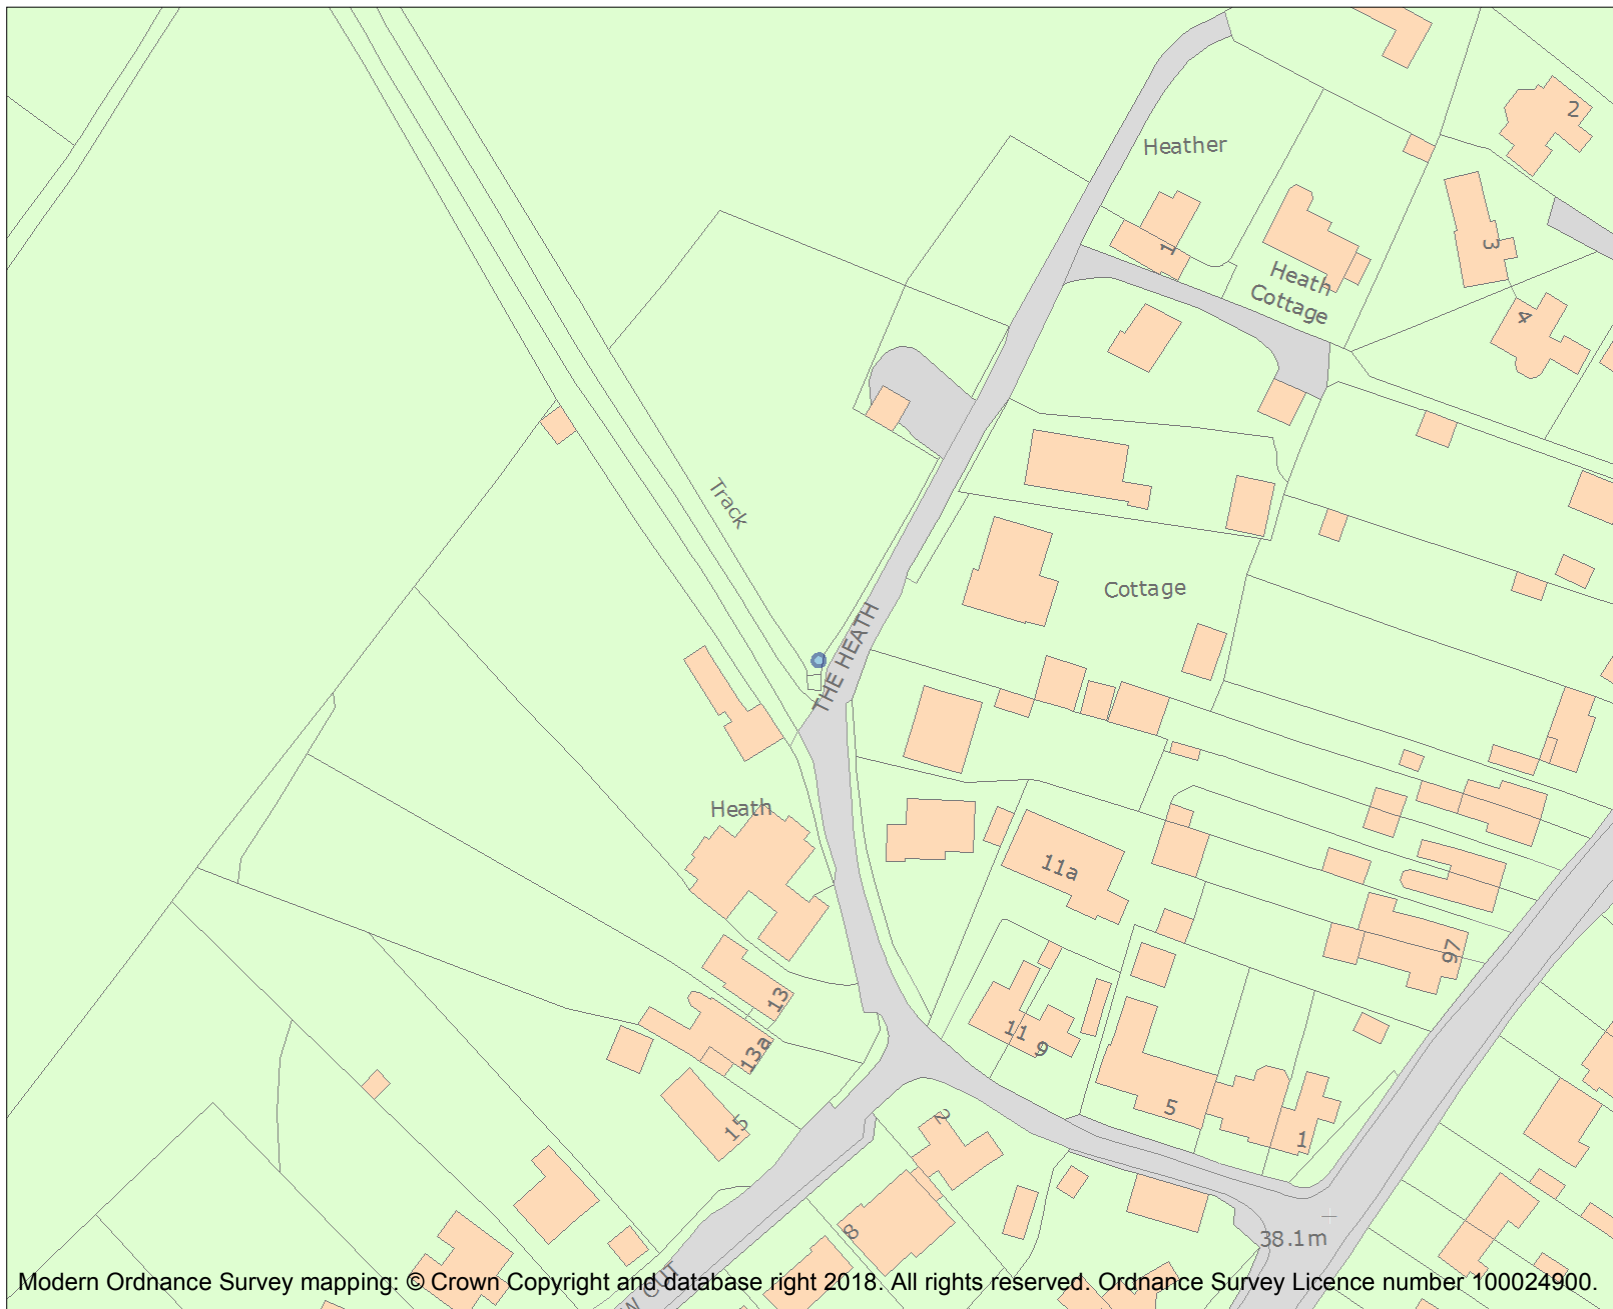 2
Heather
1
3
Heath
Cottage
4
Track
Cottage
THE HEATH
Heath
11a
97
13
11
9
13a
5
15
2
1
8
38.1m
W CUT
Modern Ordnance Survey mapping: © Crown Copyright and database right 2018. All rights reserved. Ordnance Survey Licence number 100024900.